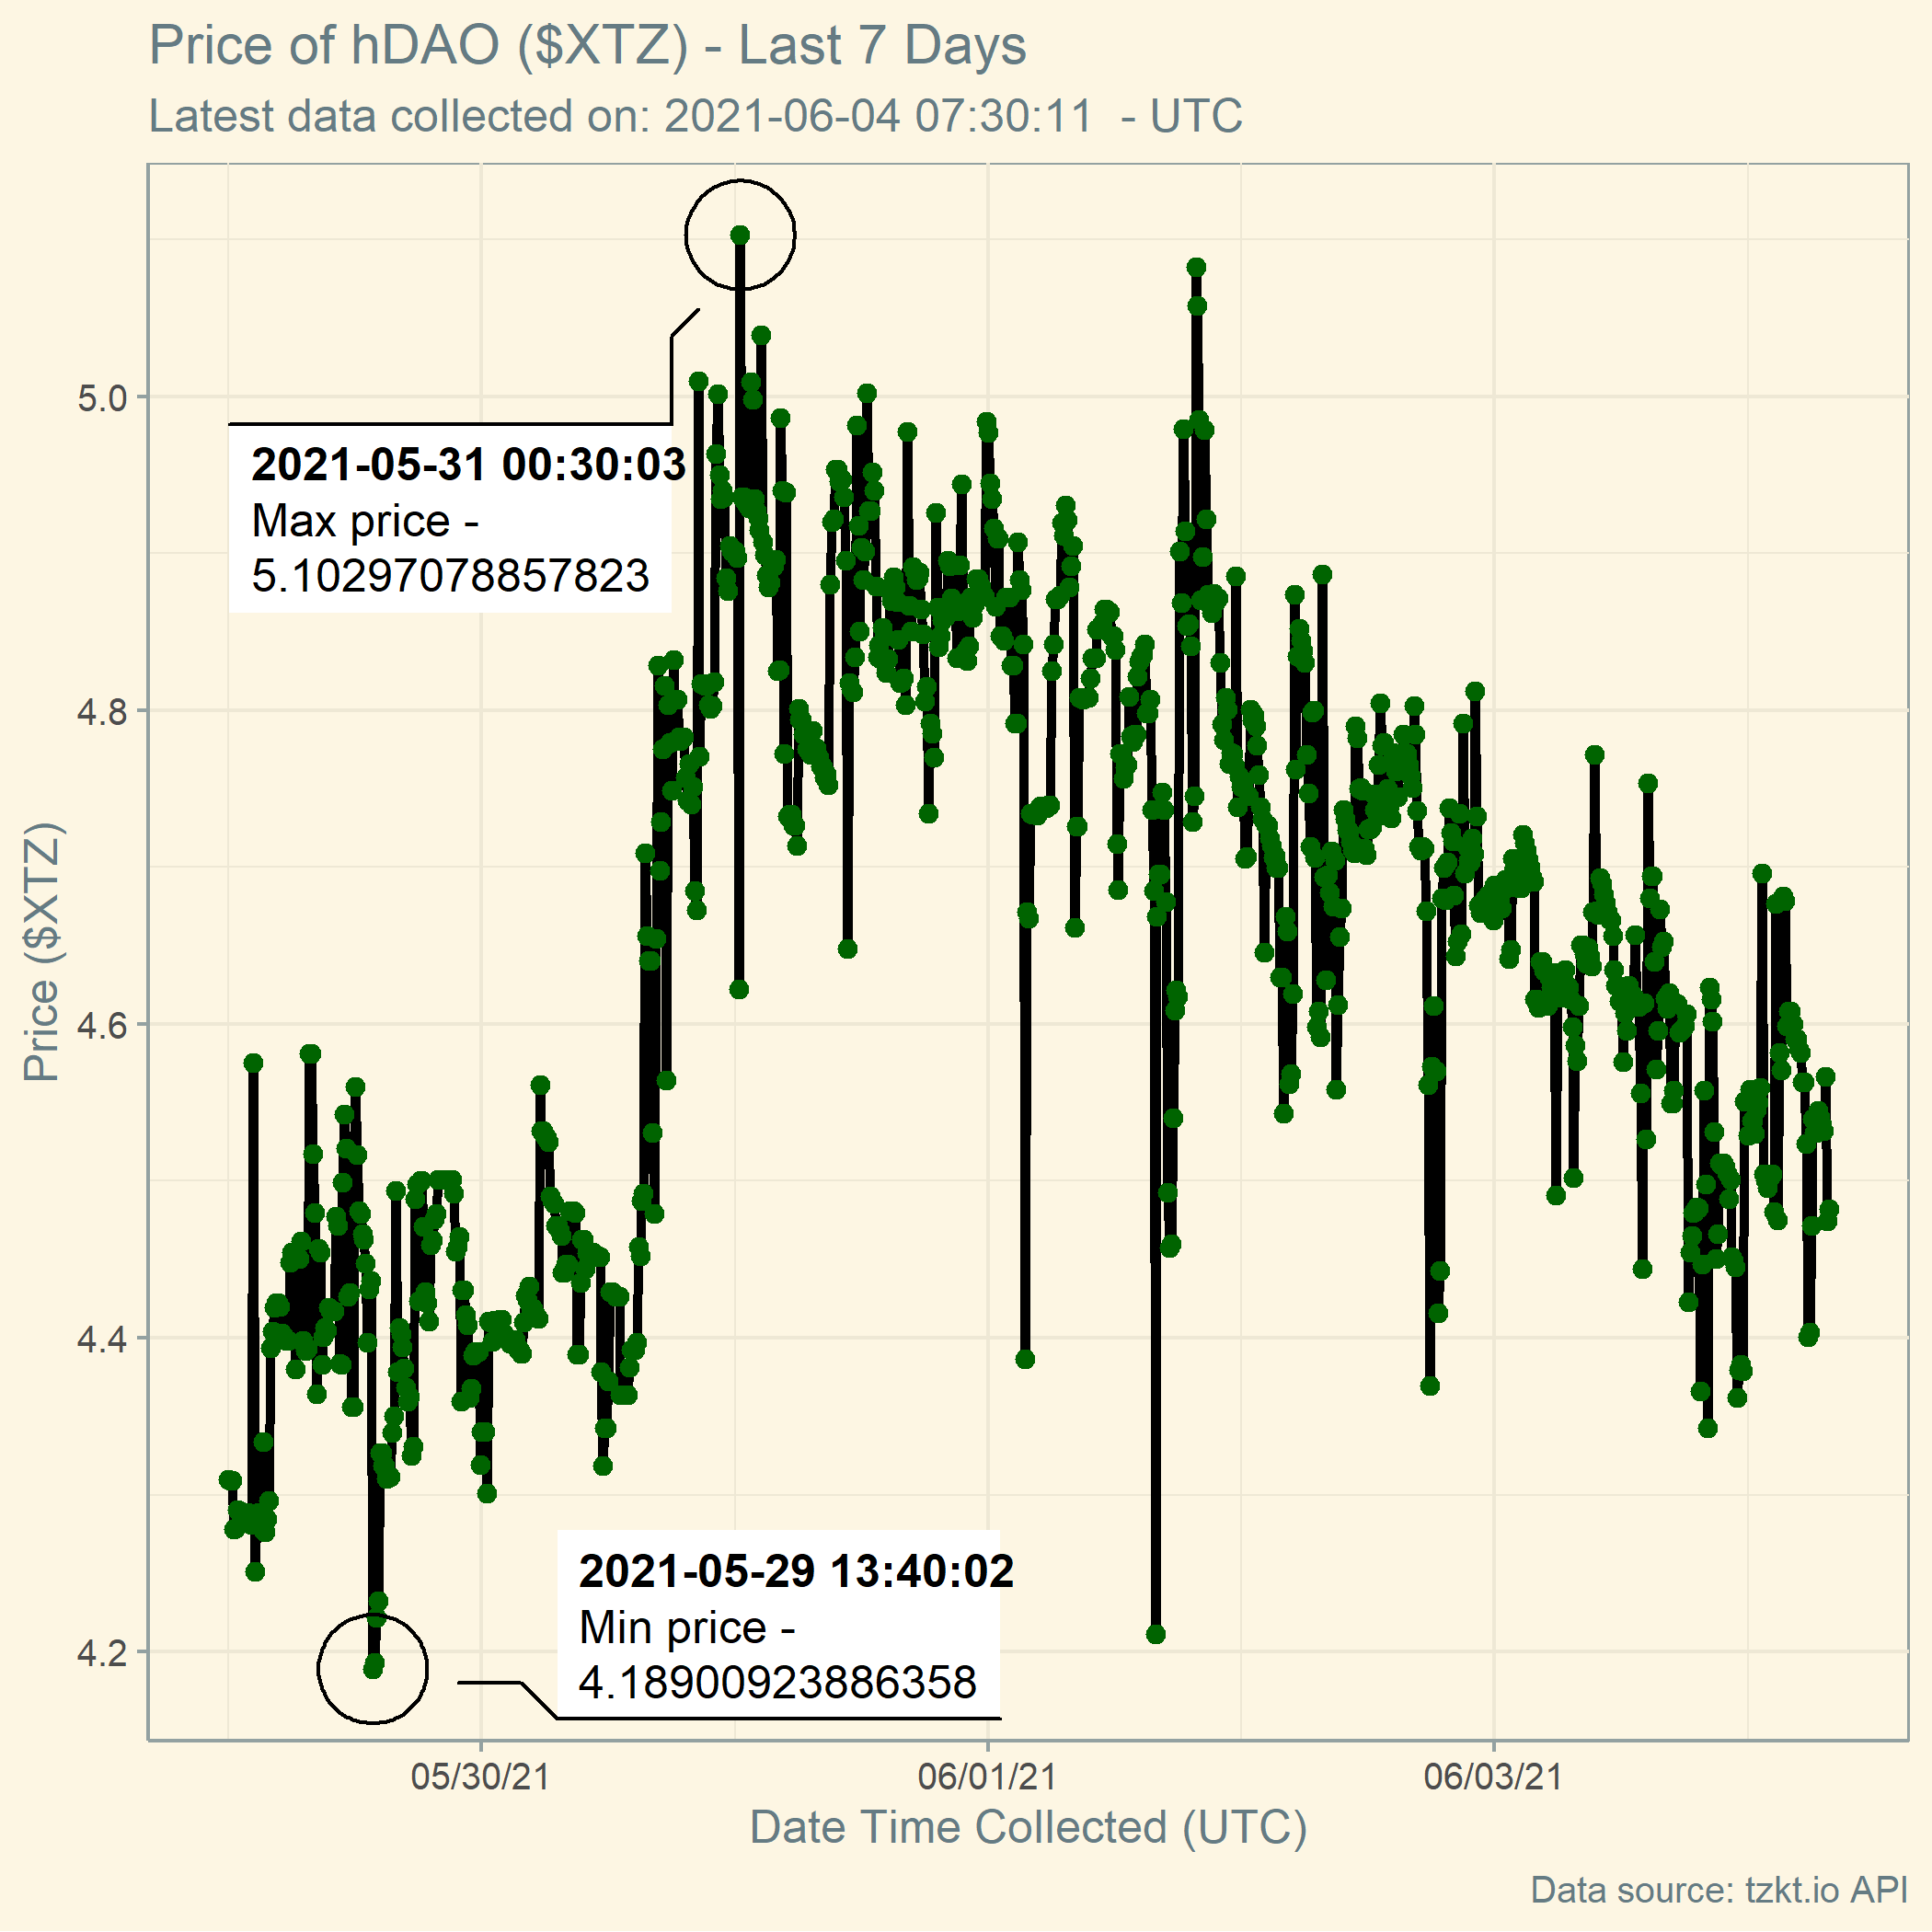 Price of hDAO ($XTZ) - Last 7 Days
Latest data collected on: 2021-06-04 07:30:11  - UTC
5.0
4.8
4.6
4.4
4.2
Price ($XTZ)
2021-05-31 00:30:03
Max price -
5.10297078857823
2021-05-29 13:40:02
Min price -
4.18900923886358
05/30/21
06/01/21
06/03/21
Date Time Collected (UTC)
Data source: tzkt.io API